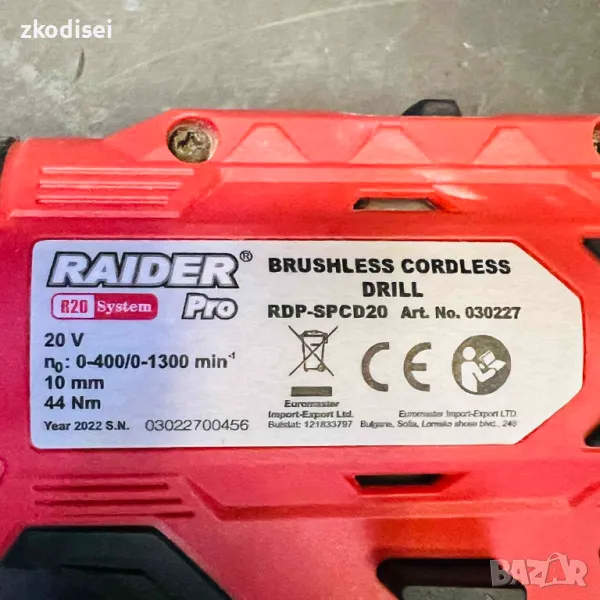 zkodisei
RAIDER®
R20 System Pro
20 V
n₀: 0-400/0-1300 min⁻¹
10 mm
44 Nm
Year 2022 S.N. 03022700456
BRUSHLESS CORDLESS
DRILL
RDP-SPCD20 Art. No. 030227
CE
Euromaster
Import-Export Ltd.
Bulstat: 121833797
Euromaster Import-Export LTD.
Bulgaria, Sofia, Lomsko shose blvd., 246
BAZAR